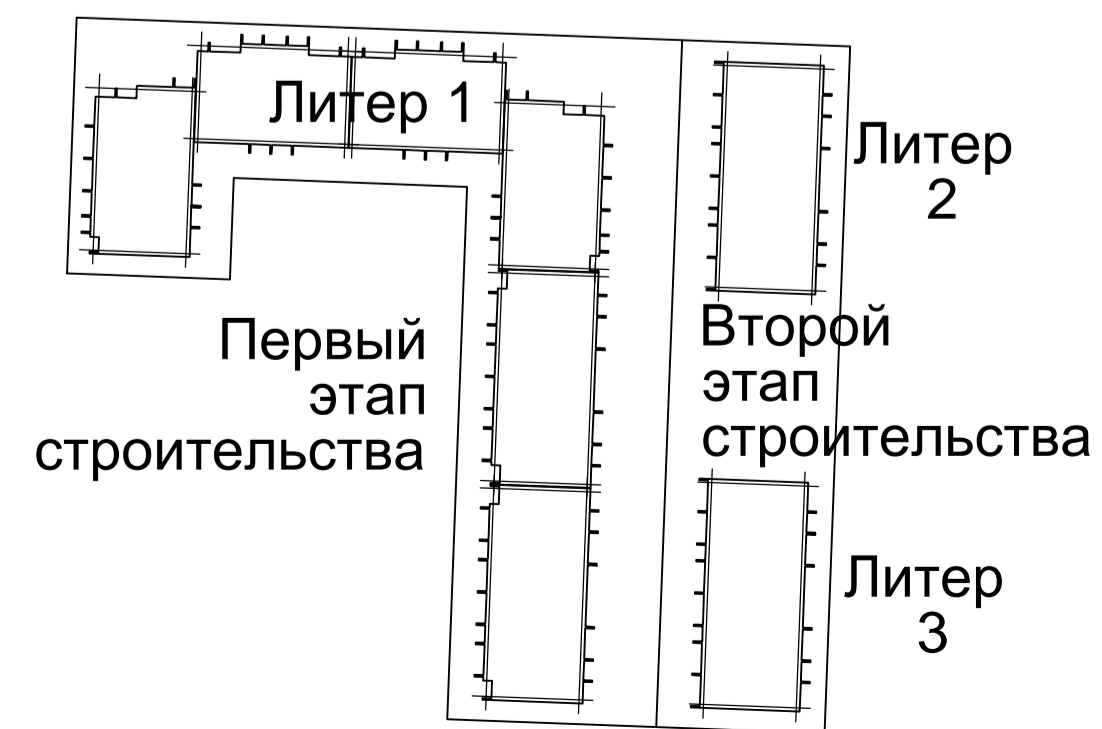 Литер 1
Литер
2
Первый
этап
строительства
Второй
этап
строительства
Литер
3